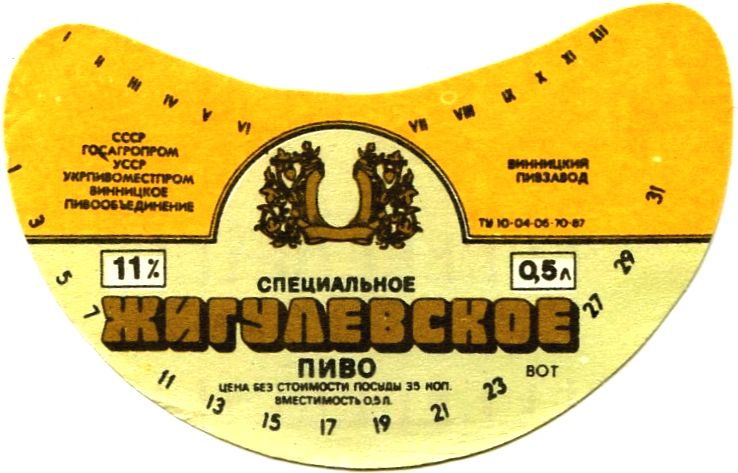 I II III IV V VI VII VIII IX X XI XII
СССР
ГОСАГРОПРОМ
УССР
УКРПИВОМЕСТПРОМ
ВИННИЦКОЕ
ПИВООБЪЕДИНЕНИЕ
ВИННИЦКИЙ
ПИВЗАВОД
ТУ 10-04-06-70-87
11%
0,5л
СПЕЦИАЛЬНОЕ
ЖИГУЛЕВСКОЕ
ПИВО
ВОТ
ЦЕНА БЕЗ СТОИМОСТИ ПОСУДЫ 35 КОП.
ВМЕСТИМОСТЬ 0,5 Л.
1 3 5 7 11 13 15 17 19 21 23 27 29 31